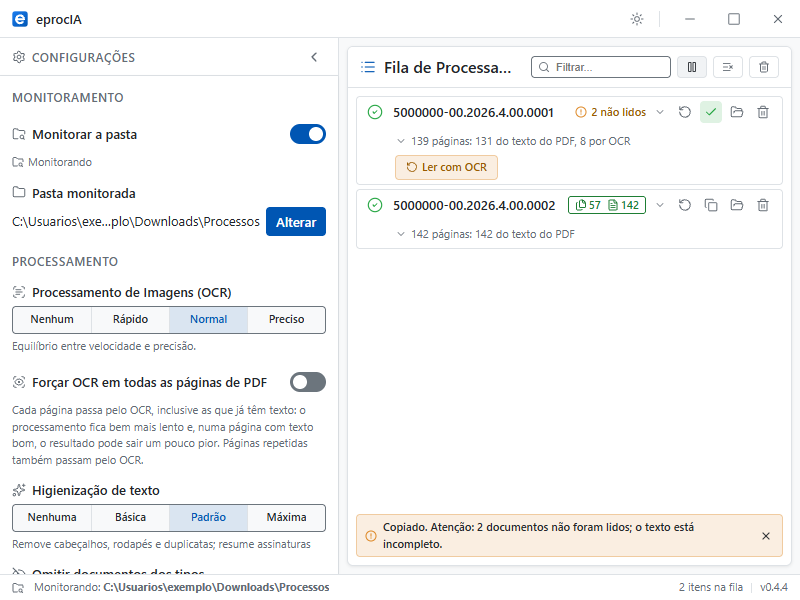 eprocIA
CONFIGURAÇÕES
MONITORAMENTO
Monitorar a pasta
Monitorando
Pasta monitorada
C:\Usuarios\exe...plo\Downloads\Processos
Alterar
PROCESSAMENTO
Processamento de Imagens (OCR)
Nenhum Rápido Normal Preciso
Equilíbrio entre velocidade e precisão.
Forçar OCR em todas as páginas de PDF
Cada página passa pelo OCR, inclusive as que já têm texto: o
processamento fica bem mais lento e, numa página com texto
bom, o resultado pode sair um pouco pior. Páginas repetidas
também passam pelo OCR.
Higienização de texto
Nenhuma Básica Padrão Máxima
Remove cabeçalhos, rodapés e duplicatas; resume assinaturas
Omitir documentos dos tipos
Fila de Processa...
Filtrar...
5000000-00.2026.4.00.0001
2 não lidos
139 páginas: 131 do texto do PDF, 8 por OCR
Ler com OCR
5000000-00.2026.4.00.0002
57 142
142 páginas: 142 do texto do PDF
Copiado. Atenção: 2 documentos não foram lidos; o texto está
incompleto.
Monitorando: C:\Usuarios\exemplo\Downloads\Processos
2 itens na fila
v0.4.4